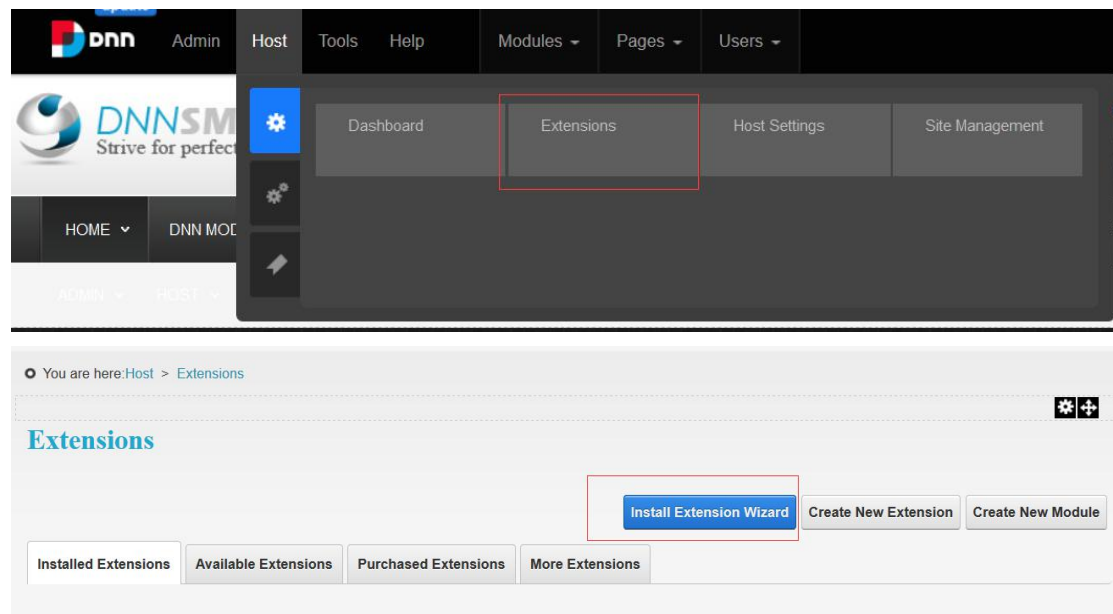 Update
DNN Admin Host Tools Help Modules Pages Users
DNNSM
Strive for perfect
Dashboard Extensions Host Settings Site Management
HOME DNN MOD
ADMIN HOST
You are here:Host > Extensions
Extensions
Install Extension Wizard Create New Extension Create New Module
Installed Extensions Available Extensions Purchased Extensions More Extensions